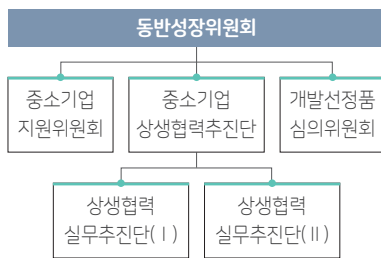 동반성장위원회
중소기업
지원위원회
중소기업
상생협력추진단
개발선정품
심의위원회
상생협력
실무추진단(Ⅰ)
상생협력
실무추진단(Ⅱ)